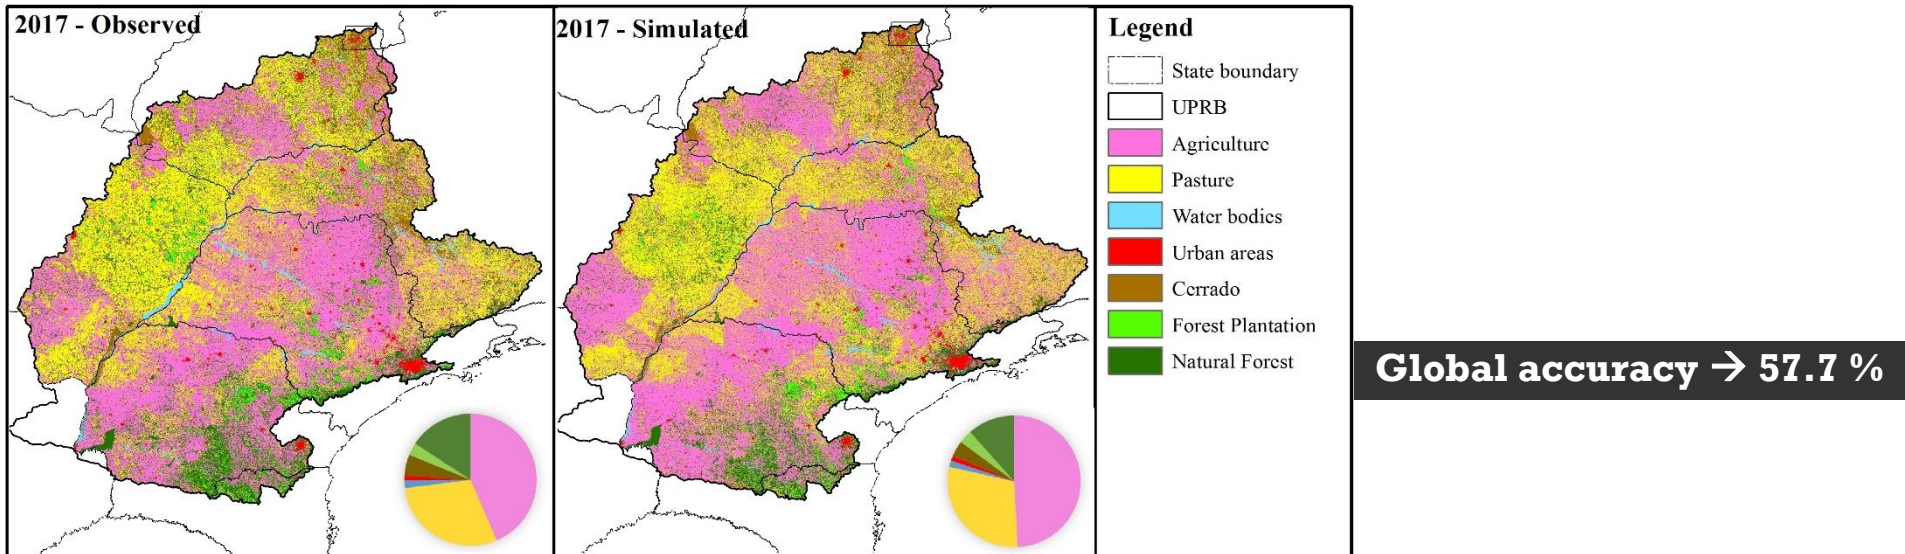 2017 - Observed
2017 - Simulated
Legend
State boundary
UPRB
Agriculture
Pasture
Water bodies
Urban areas
Cerrado
Forest Plantation
Natural Forest
Global accuracy → 57.7 %